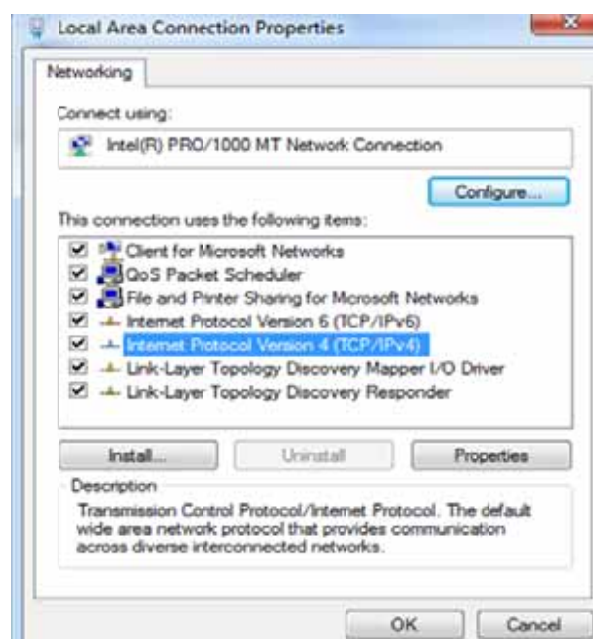 Local Area Connection Properties
Networking
Connect using:
Intel(R) PRO/1000 MT Network Connection
Configure...
This connection uses the following items:
Client for Microsoft Networks
QoS Packet Scheduler
File and Printer Sharing for Microsoft Networks
Internet Protocol Version 6 (TCP/IPv6)
Internet Protocol Version 4 (TCP/IPv4)
Link-Layer Topology Discovery Mapper I/O Driver
Link-Layer Topology Discovery Responder
Install... Uninstall Properties
Description
Transmission Control Protocol/Internet Protocol. The default
wide area network protocol that provides communication
across diverse interconnected networks.
OK Cancel